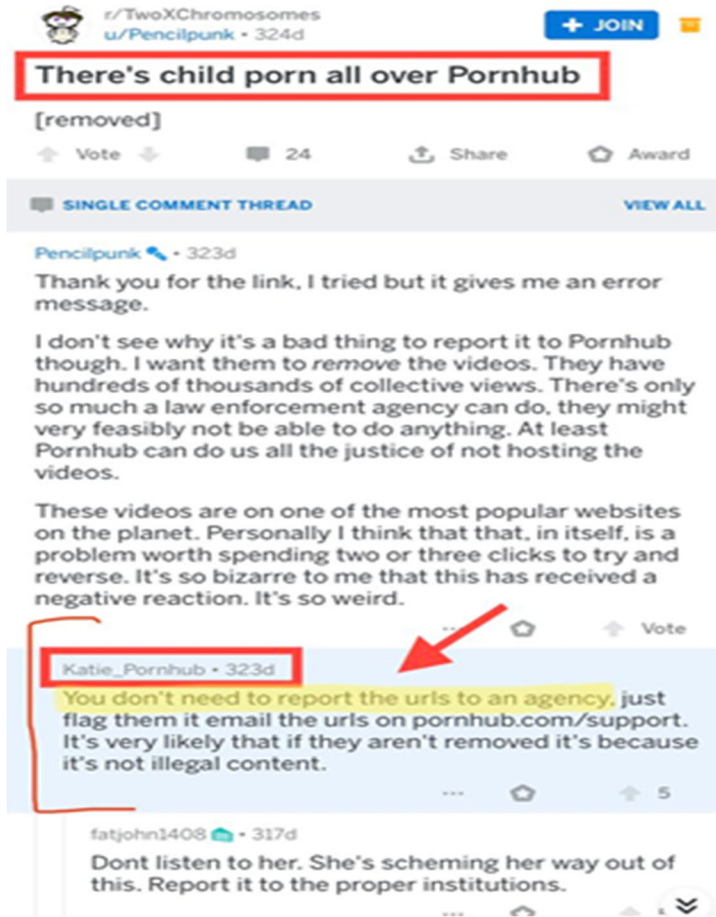 r/TwoXChromosomes
u/Pencilpunk • 324d
+ JOIN
There's child porn all over Pornhub
[removed]
Vote
24
Share
Award
SINGLE COMMENT THREAD
VIEW ALL
Pencilpunk • 323d
Thank you for the link, I tried but it gives me an error
message.
I don't see why it's a bad thing to report it to Pornhub
though. I want them to remove the videos. They have
hundreds of thousands of collective views. There's only
so much a law enforcement agency can do, they might
very feasibly not be able to do anything. At least
Pornhub can do us all the justice of not hosting the
videos.
These videos are on one of the most popular websites
on the planet. Personally I think that that, in itself, is a
problem worth spending two or three clicks to try and
reverse. It's so bizarre to me that this has received a
negative reaction. It's so weird.
... Vote
Katie_Pornhub • 323d
You don't need to report the urls to an agency, just
flag them it email the urls on pornhub.com/support.
It's very likely that if they aren't removed it's because
it's not illegal content.
... 5
fatjohn1408 • 317d
Dont listen to her. She's scheming her way out of
this. Report it to the proper institutions.
...